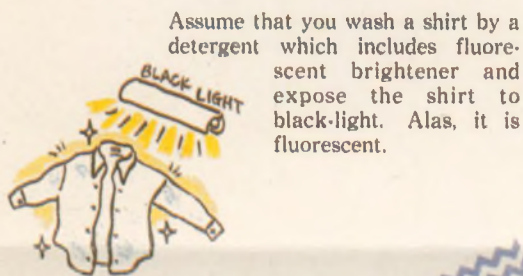 Assume that you wash a shirt by a
detergent which includes fluore-
scent brightener and
expose the shirt to
black-light. Alas, it is
fluorescent.
BLACK LIGHT